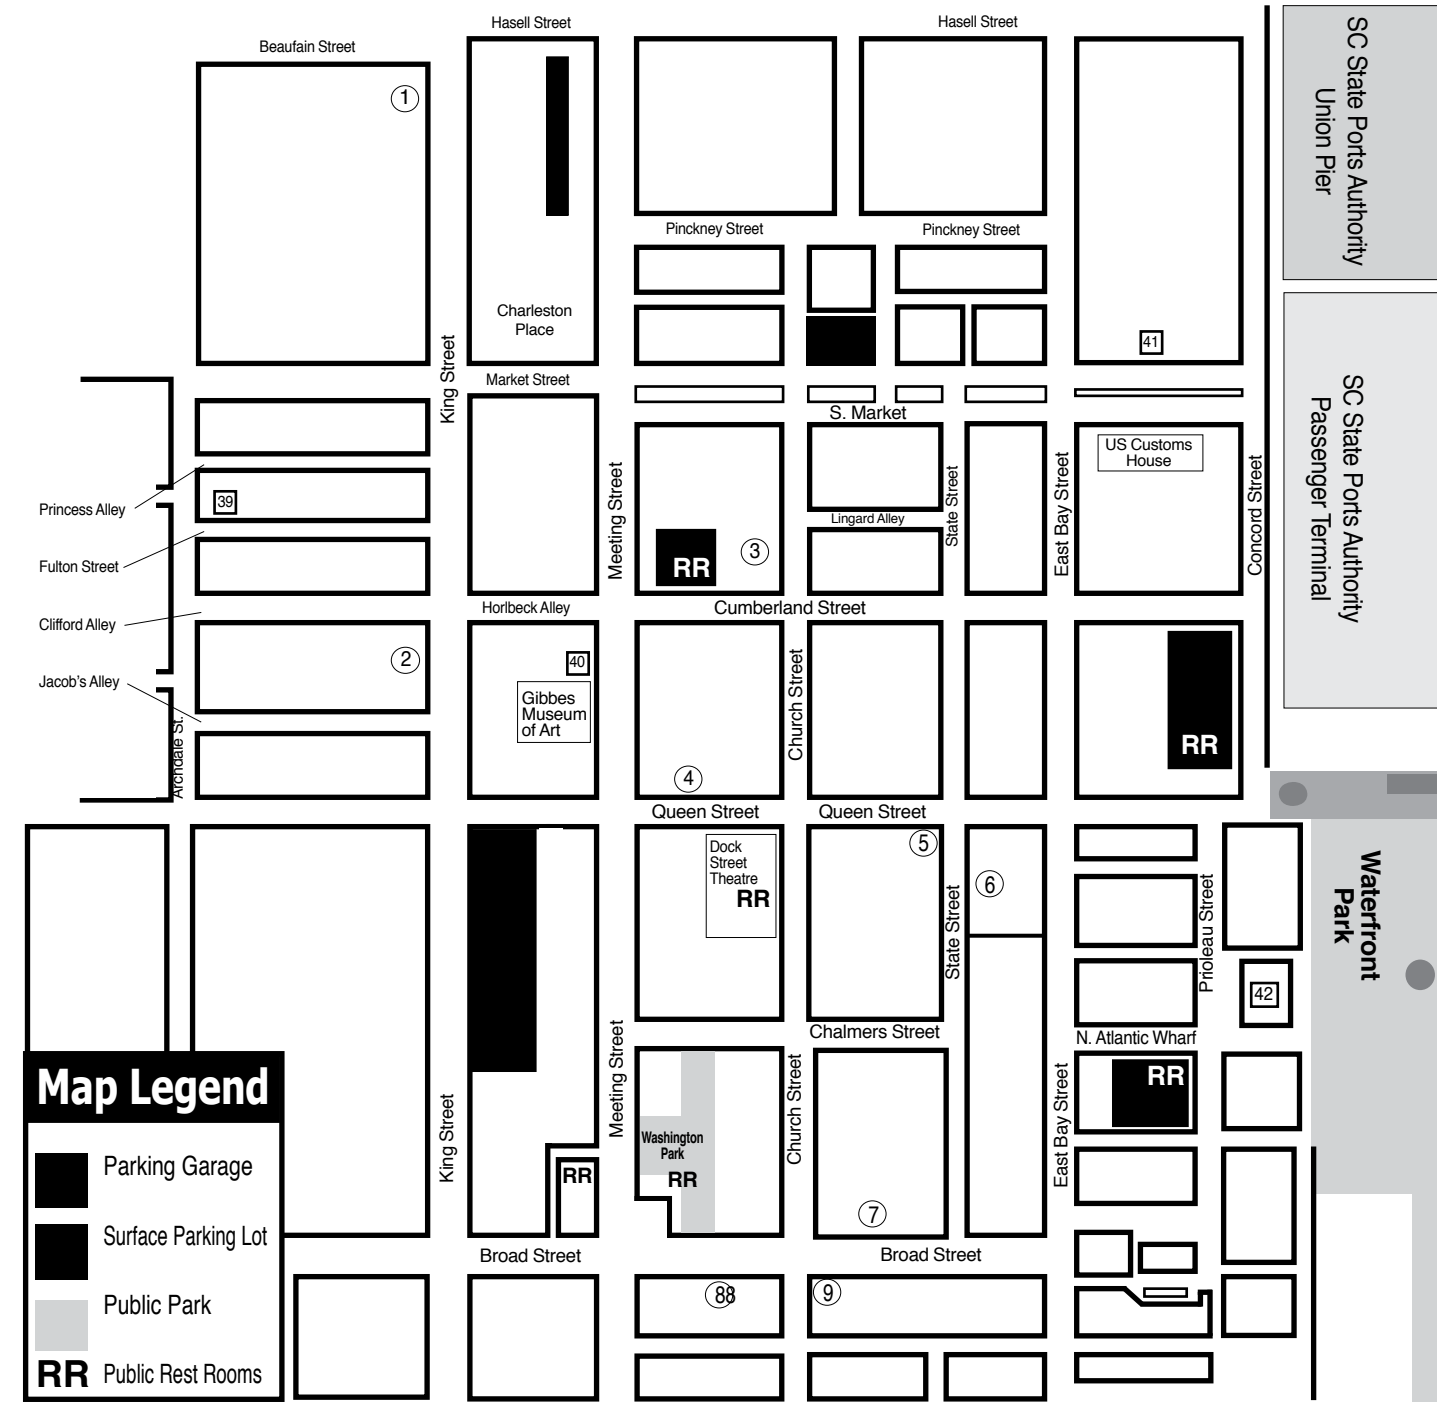 Hasell Street
Hasell Street
Beaufain Street
1
SC State Ports Authority
Union Pier
Pinckney Street
Pinckney Street
Charleston
Place
41
King Street
Market Street
S. Market
SC State Ports Authority
Passenger Terminal
US Customs
House
Meeting Street
State Street
East Bay Street
Concord Street
Princess Alley
39
Lingard Alley
RR
3
Fulton Street
Horlbeck Alley
Cumberland Street
Clifford Alley
2
40
Jacob's Alley
Gibbes
Museum
of Art
Church Street
RR
Archdale St.
4
Queen Street
Queen Street
Dock
Street
Theatre
RR
5
6
State Street
Prioleau Street
Waterfront
Park
42
Chalmers Street
N. Atlantic Wharf
King Street
Meeting Street
Church Street
East Bay Street
RR
Washington
Park
RR
RR
7
Broad Street
Broad Street
88
9
Map Legend
Parking Garage
Surface Parking Lot
Public Park
RR Public Rest Rooms